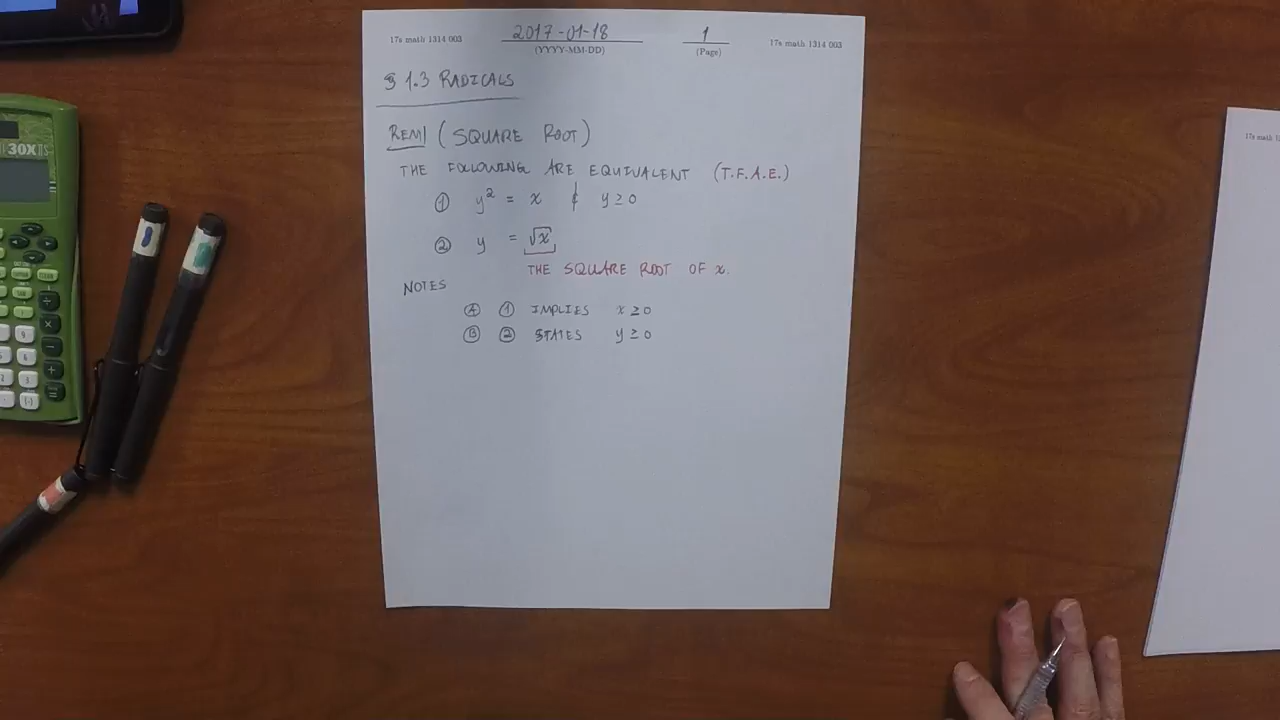 17s math 1314 003 2017-01-18 1 17s math 1314 003
(YYYY-MM-DD) (Page)
§ 1.3 RADICALS
REM (SQUARE ROOT)
THE FOLLOWING ARE EQUIVALENT (T.F.A.E.)
① y² = x & y ≥ 0
② y = √x
THE SQUARE ROOT OF x.
NOTES
Ⓐ ① IMPLIES x ≥ 0
Ⓑ ② STATES y ≥ 0
30X IIS